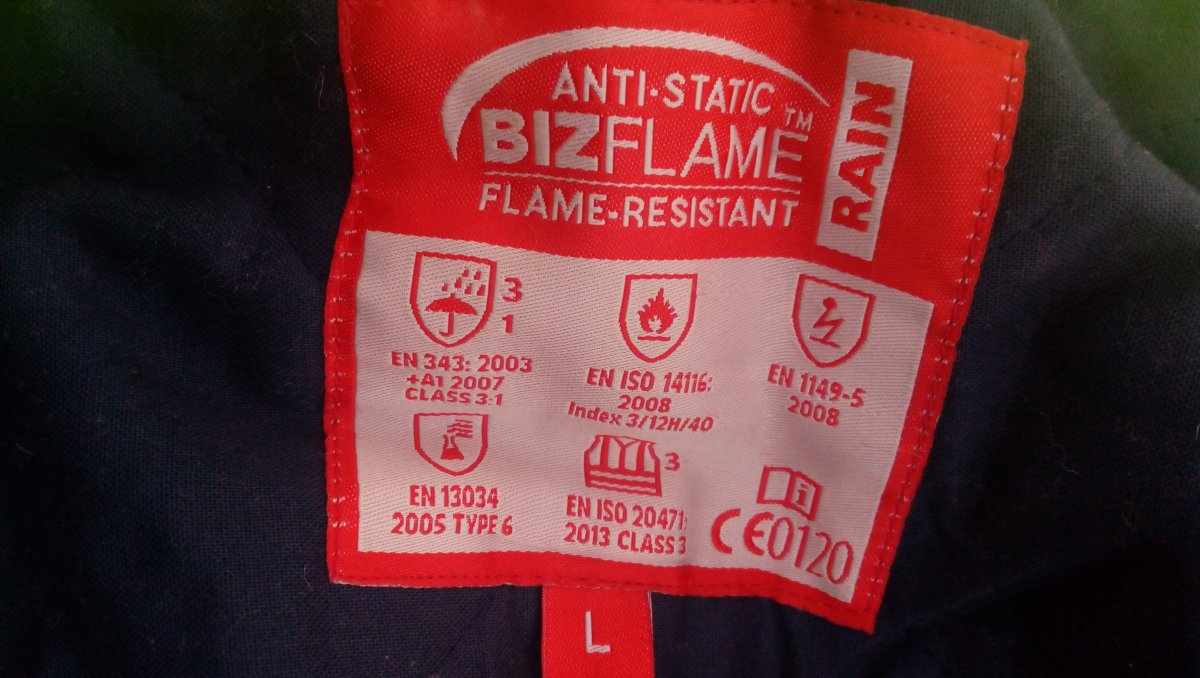 ANTI-STATIC
BIZFLAME™
FLAME-RESISTANT
RAIN
3
1
EN 343: 2003
+A1 2007
CLASS 3-1
EN ISO 14116:
2008
Index 3/12H/40
EN 1149-5
2008
EN 13034
2005 TYPE 6
3
EN ISO 20471:
2013 CLASS 3
i
CE0120
L